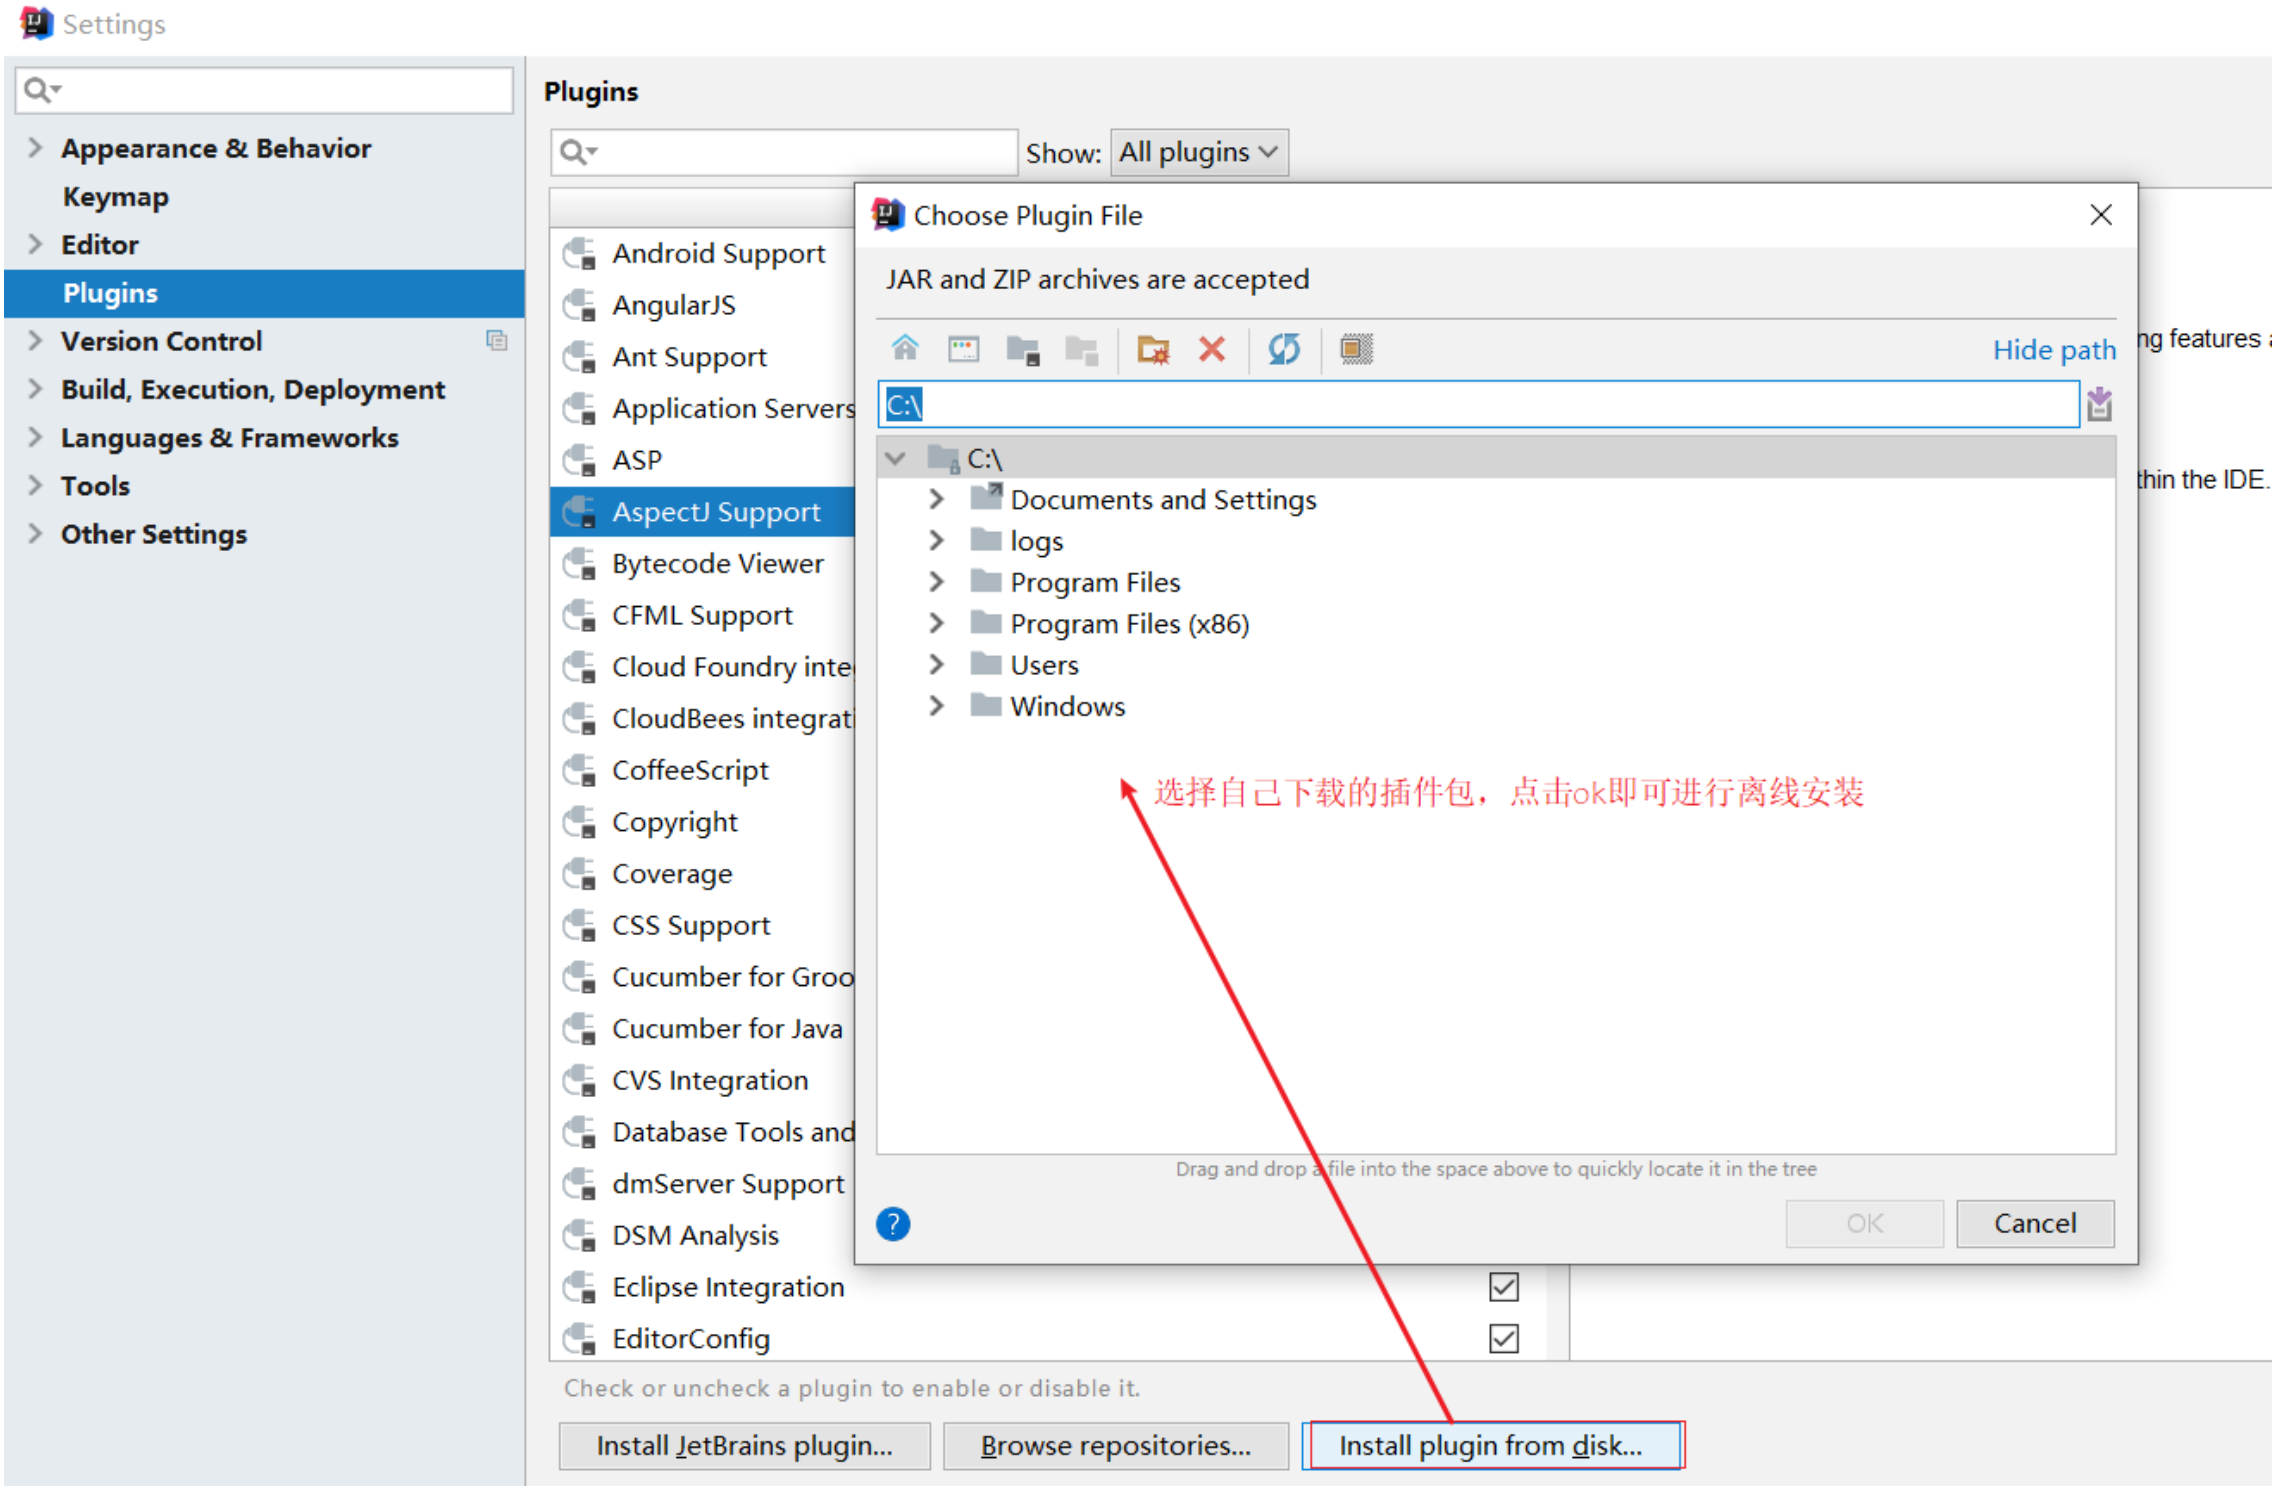 Settings
Plugins
Appearance & Behavior
Keymap
Editor
Plugins
Version Control
Build, Execution, Deployment
Languages & Frameworks
Tools
Other Settings
Show: All plugins
Android Support
AngularJS
Ant Support
Application Servers
ASP
AspectJ Support
Bytecode Viewer
CFML Support
Cloud Foundry inte
CloudBees integrati
CoffeeScript
Copyright
Coverage
CSS Support
Cucumber for Groo
Cucumber for Java
CVS Integration
Database Tools and
dmServer Support
DSM Analysis
Eclipse Integration
EditorConfig
Choose Plugin File
JAR and ZIP archives are accepted
Hide path
C:\
C:\
Documents and Settings
logs
Program Files
Program Files (x86)
Users
Windows
选择自己下载的插件包，点击ok即可进行离线安装
Drag and drop a file into the space above to quickly locate it in the tree
?
OK
Cancel
ng features
thin the IDE.
Check or uncheck a plugin to enable or disable it.
Install JetBrains plugin...
Browse repositories...
Install plugin from disk...